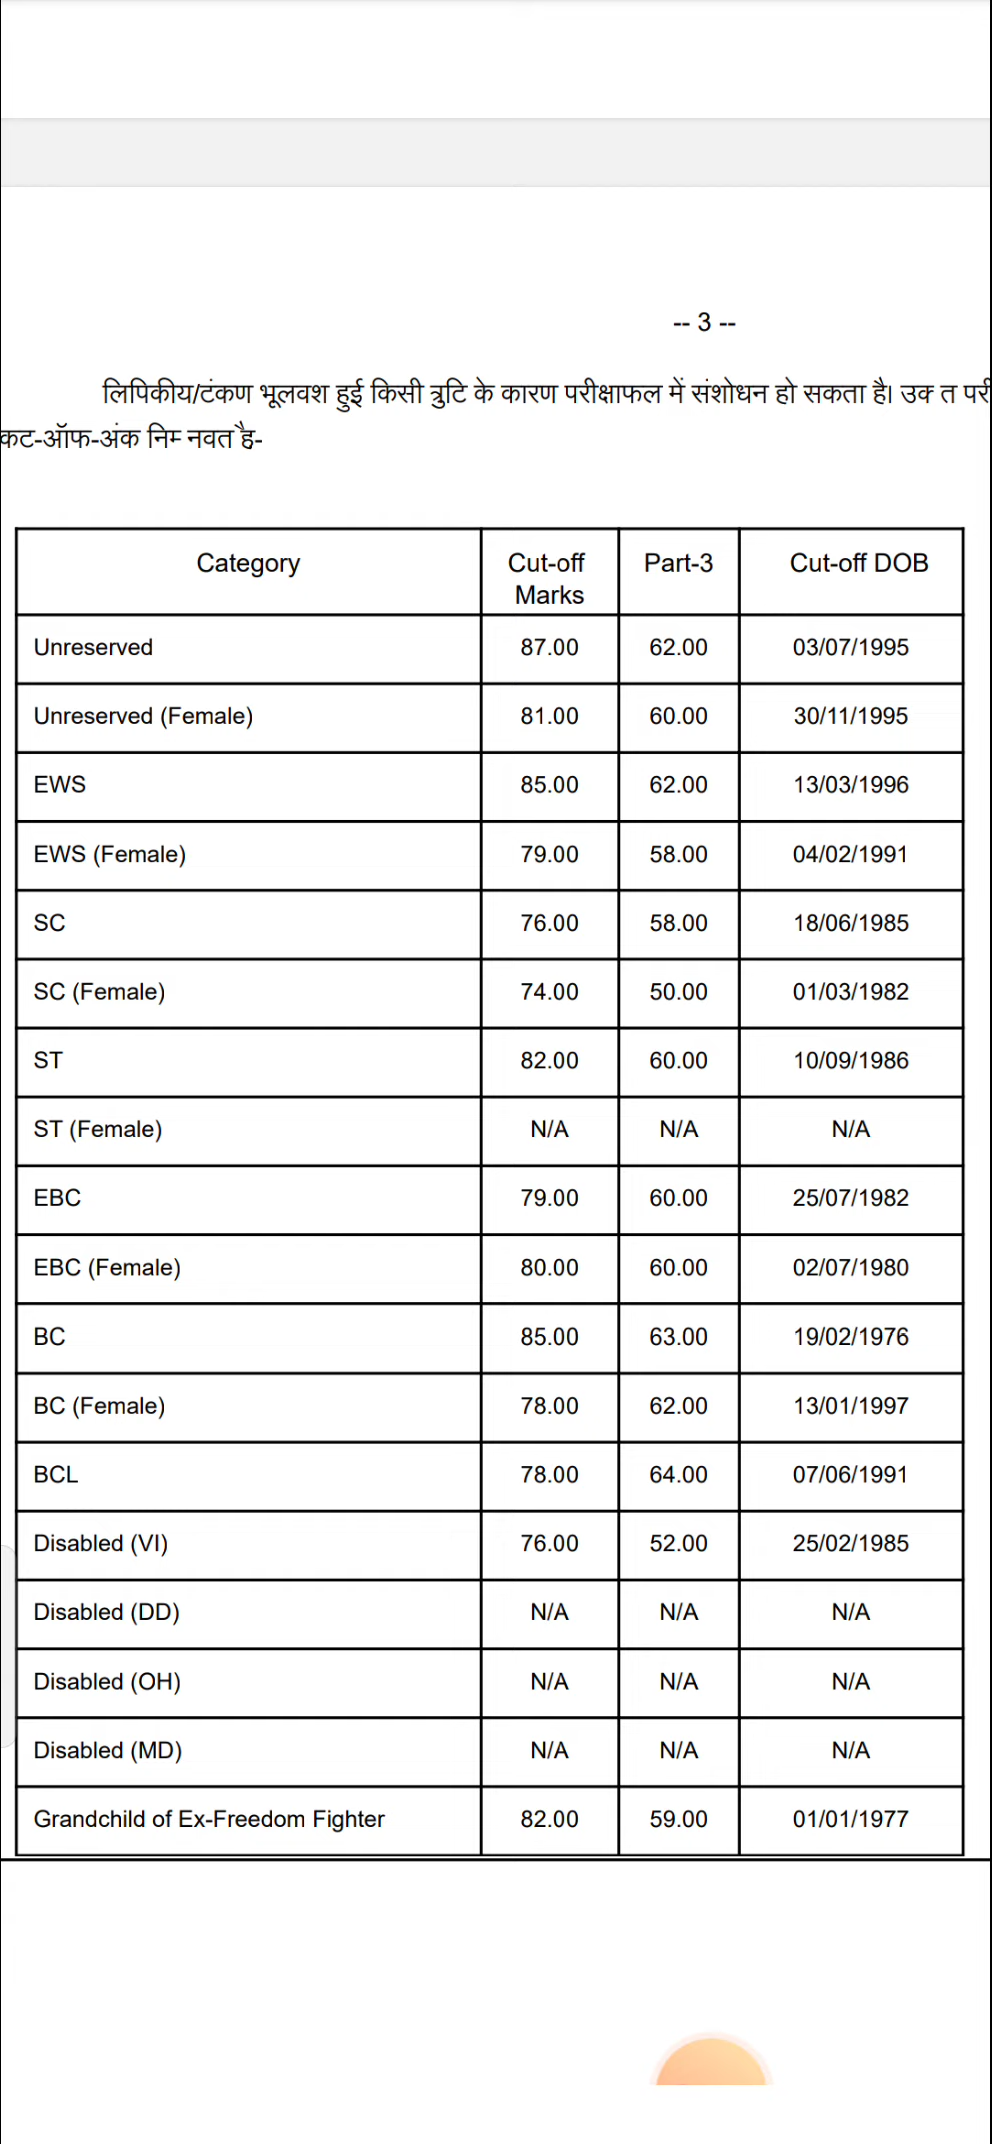 -- 3 --
लिपिकीय/टंकण भूलवश हुई किसी त्रुटि के कारण परीक्षाफल में संशोधन हो सकता है। उक्त परी
कट-ऑफ-अंक निम्नवत है-
Category Cut-off Marks Part-3 Cut-off DOB
Unreserved 87.00 62.00 03/07/1995
Unreserved (Female) 81.00 60.00 30/11/1995
EWS 85.00 62.00 13/03/1996
EWS (Female) 79.00 58.00 04/02/1991
SC 76.00 58.00 18/06/1985
SC (Female) 74.00 50.00 01/03/1982
ST 82.00 60.00 10/09/1986
ST (Female) N/A N/A N/A
EBC 79.00 60.00 25/07/1982
EBC (Female) 80.00 60.00 02/07/1980
BC 85.00 63.00 19/02/1976
BC (Female) 78.00 62.00 13/01/1997
BCL 78.00 64.00 07/06/1991
Disabled (VI) 76.00 52.00 25/02/1985
Disabled (DD) N/A N/A N/A
Disabled (OH) N/A N/A N/A
Disabled (MD) N/A N/A N/A
Grandchild of Ex-Freedom Fighter 82.00 59.00 01/01/1977